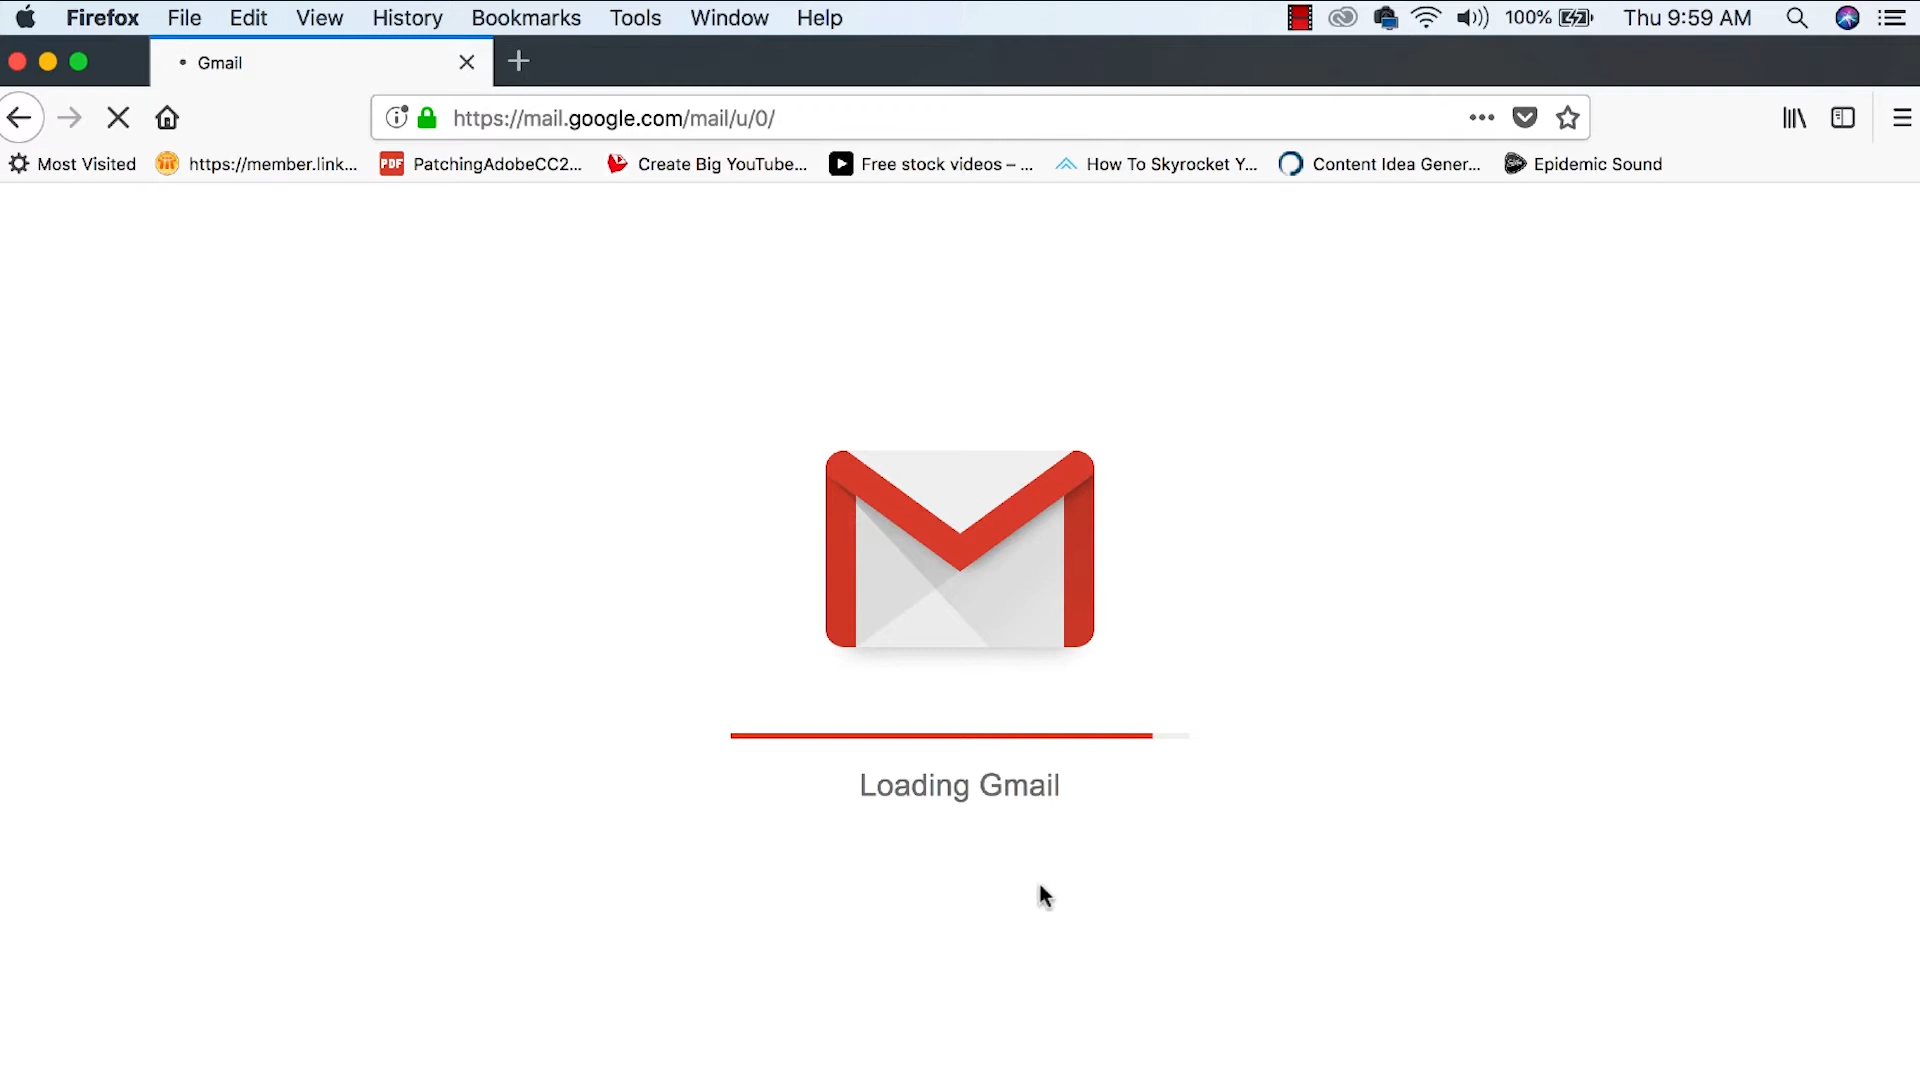 Firefox File Edit View History Bookmarks Tools Window Help 100% Thu 9:59 AM
Gmail
https://mail.google.com/mail/u/0/
Most Visited https://member.link... PDF PatchingAdobeCC2... Create Big YouTube... Free stock videos – ... How To Skyrocket Y... Content Idea Gener... Epidemic Sound
Loading Gmail